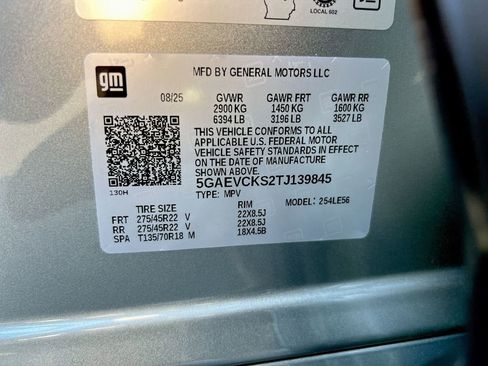 LOCAL 602
gm
MFD BY GENERAL MOTORS LLC
08/25 GVWR GAWR FRT GAWR RR
2900 KG 1450 KG 1600 KG
6394 LB 3196 LB 3527 LB
THIS VEHICLE CONFORMS TO ALL
APPLICABLE U.S. FEDERAL MOTOR
VEHICLE SAFETY STANDARDS IN EFFECT
ON THE DATE OF MANUFACTURE
SHOWN ABOVE.
5GAEVCKS2TJ139845
130H TYPE: MPV MODEL: 254LE56
TIRE SIZE RIM
FRT 275/45R22 V 22X8.5J
RR 275/45R22 V 22X8.5J
SPA T135/70R18 M 18X4.5B